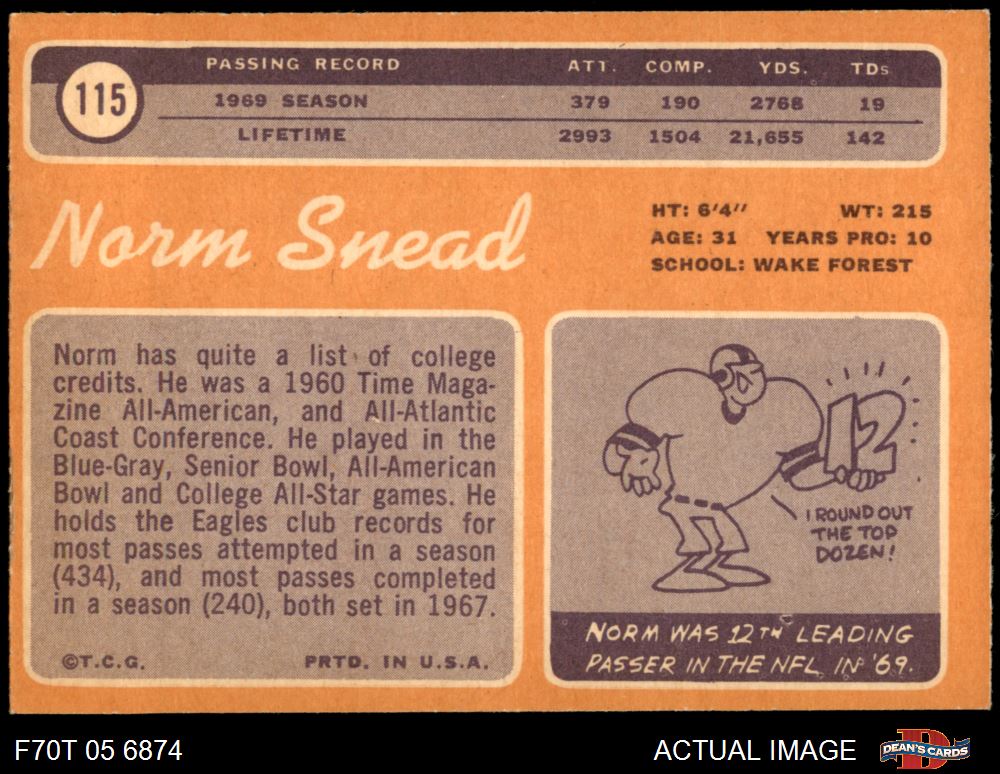 115
PASSING RECORD ATT. COMP. YDS. TDs
1969 SEASON 379 190 2768 19
LIFETIME 2993 1504 21,655 142
Norm Snead
HT: 6'4" WT: 215
AGE: 31 YEARS PRO: 10
SCHOOL: WAKE FOREST
Norm has quite a list of college
credits. He was a 1960 Time Maga-
zine All-American, and All-Atlantic
Coast Conference. He played in the
Blue-Gray, Senior Bowl, All-American
Bowl and College All-Star games. He
holds the Eagles club records for
most passes attempted in a season
(434), and most passes completed
in a season (240), both set in 1967.
©T.C.G. PRTD. IN U.S.A.
12
I ROUND OUT
THE TOP
DOZEN!
NORM WAS 12TH LEADING
PASSER IN THE NFL IN '69.
F70T 05 6874 ACTUAL IMAGE DEAN'S CARDS